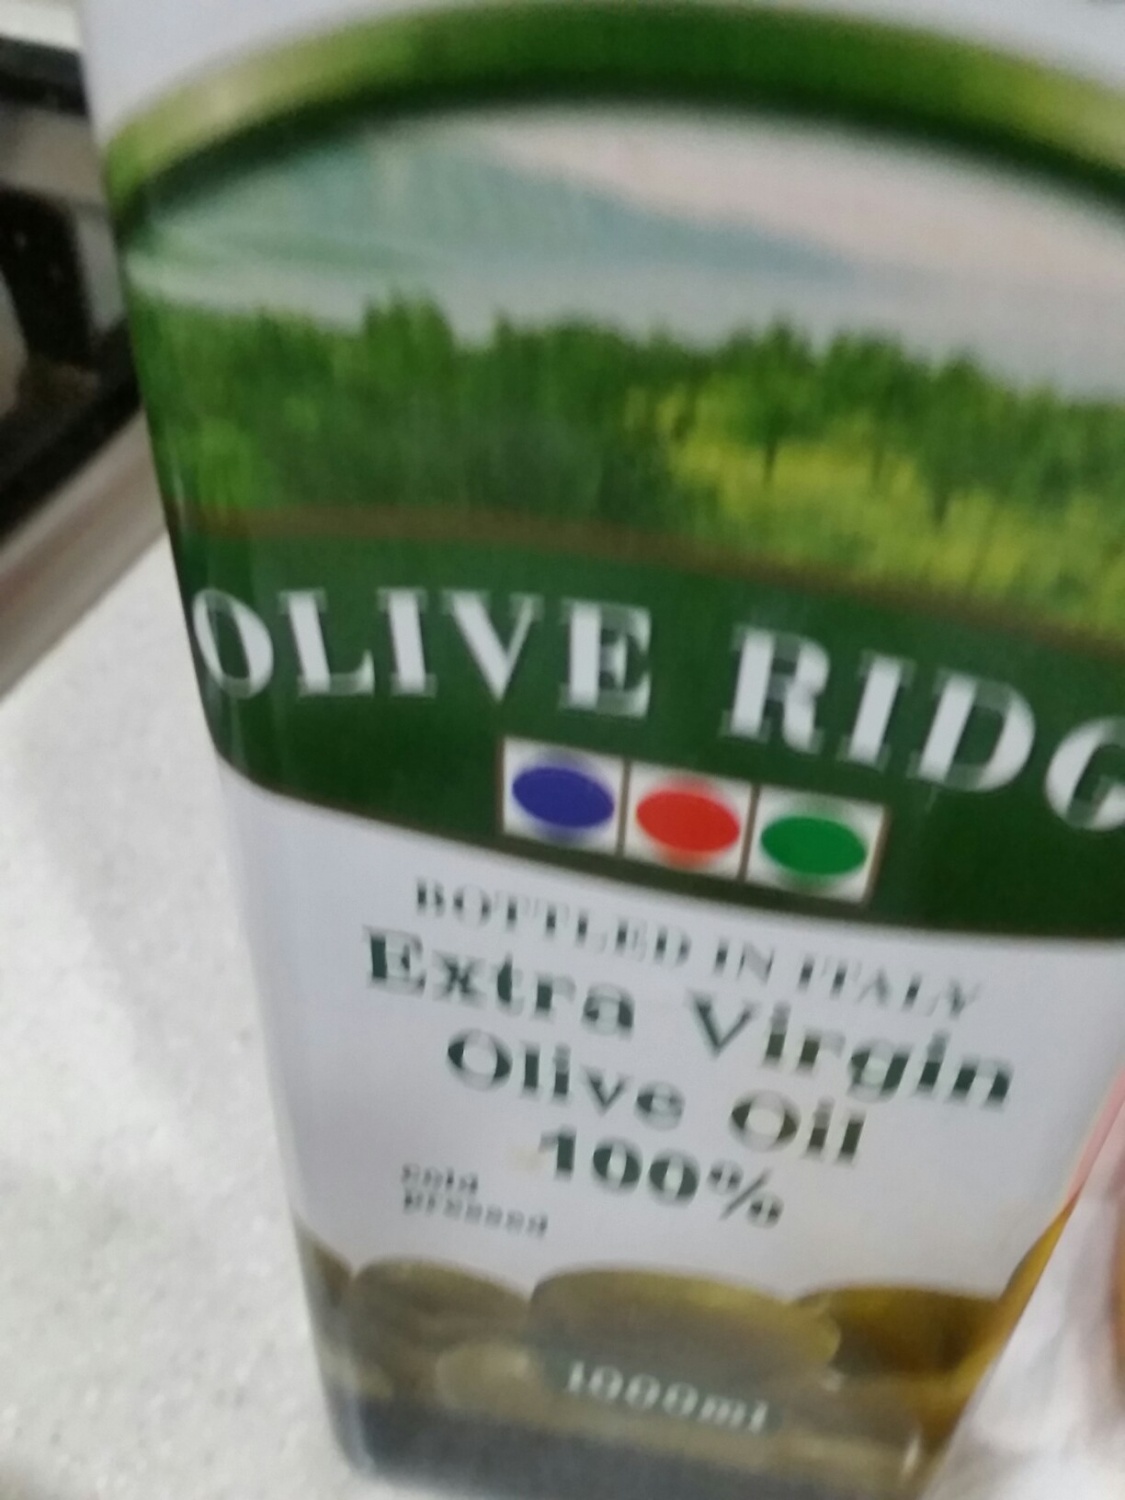 OLIVE RIDG
BOTTLED IN ITALY
Extra Virgin
Olive Oil
100%
cold
pressed
1000ml